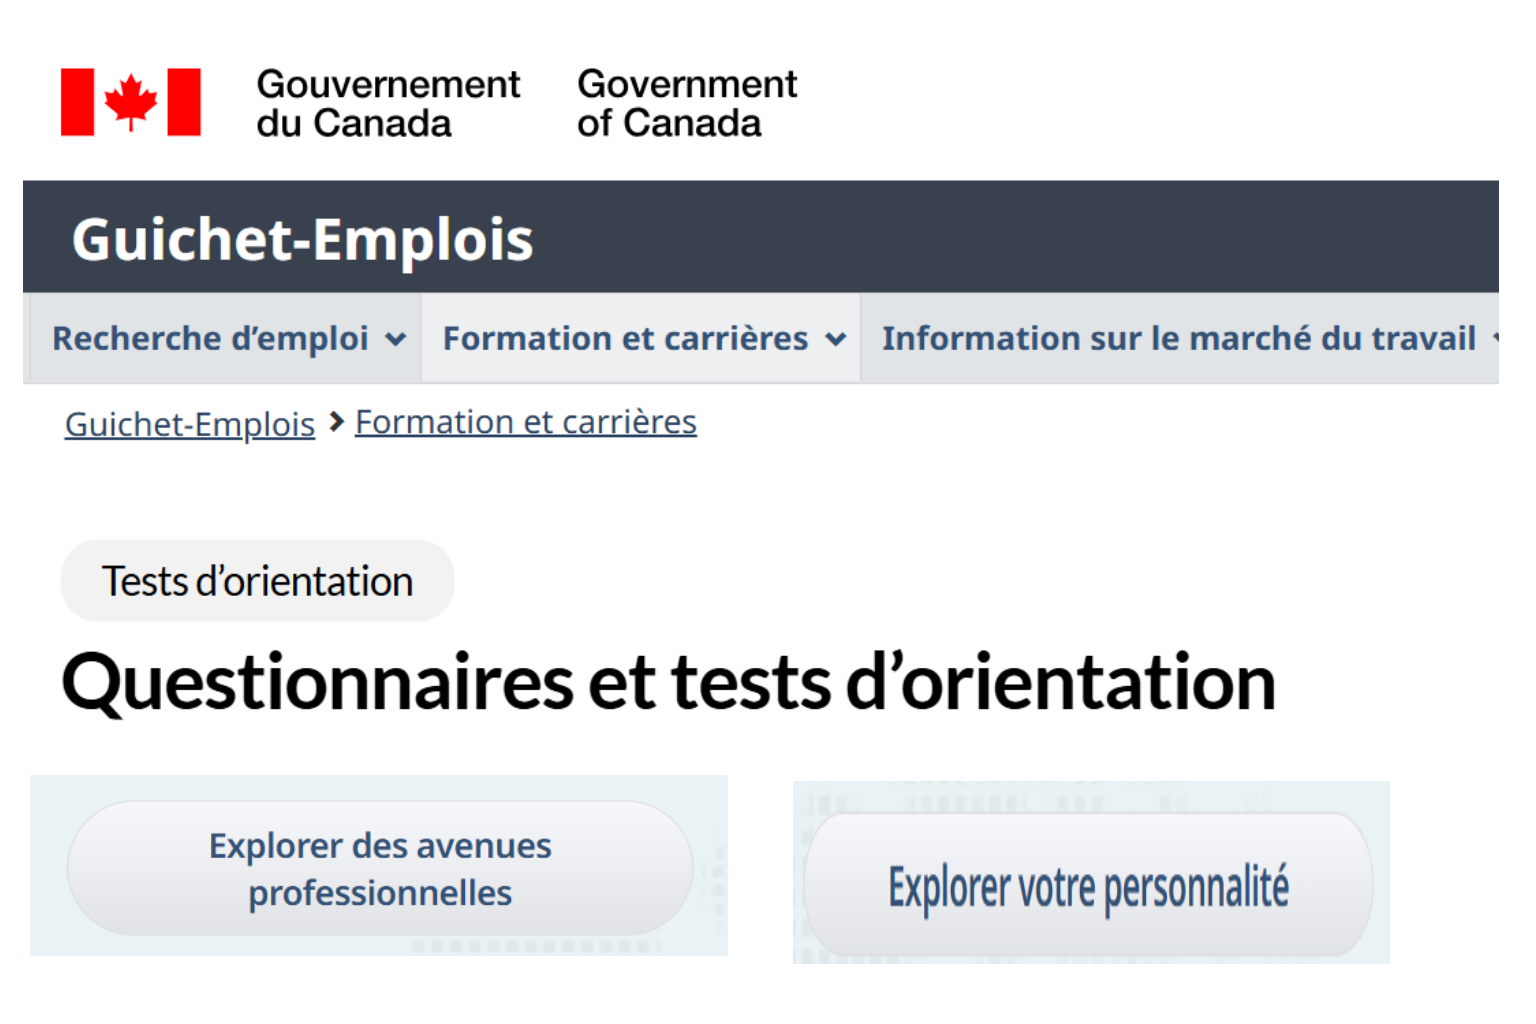 Gouvernement
du Canada
Government
of Canada
Guichet-Emplois
Recherche d’emploi
Formation et carrières
Information sur le marché du travail
Guichet-Emplois > Formation et carrières
Tests d’orientation
Questionnaires et tests d’orientation
Explorer des avenues
professionnelles
Explorer votre personnalité